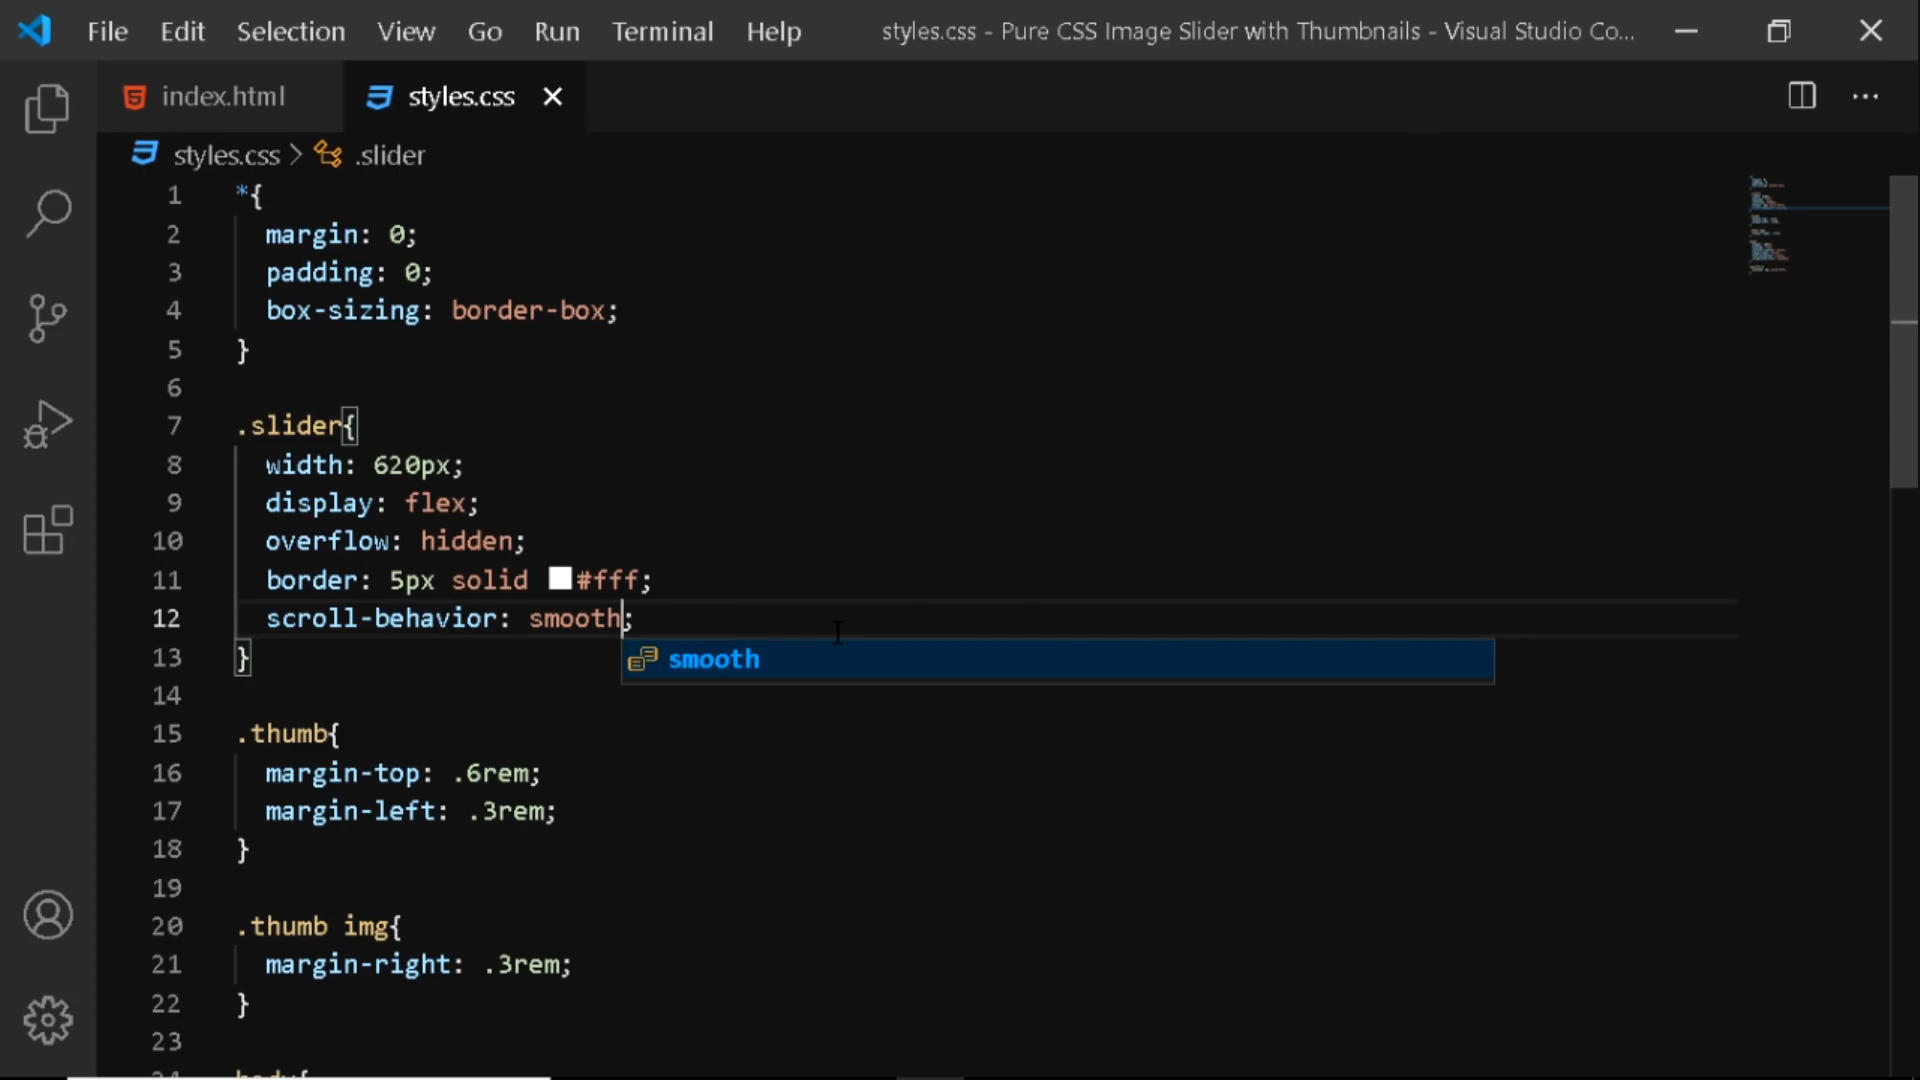 File Edit Selection View Go Run Terminal Help styles.css - Pure CSS Image Slider with Thumbnails - Visual Studio Co...
index.html styles.css
styles.css > .slider
1 *{
2 margin: 0;
3 padding: 0;
4 box-sizing: border-box;
5 }
6
7 .slider{
8 width: 620px;
9 display: flex;
10 overflow: hidden;
11 border: 5px solid #fff;
12 scroll-behavior: smooth;
smooth
13 }
14
15 .thumb{
16 margin-top: .6rem;
17 margin-left: .3rem;
18 }
19
20 .thumb img{
21 margin-right: .3rem;
22 }
23